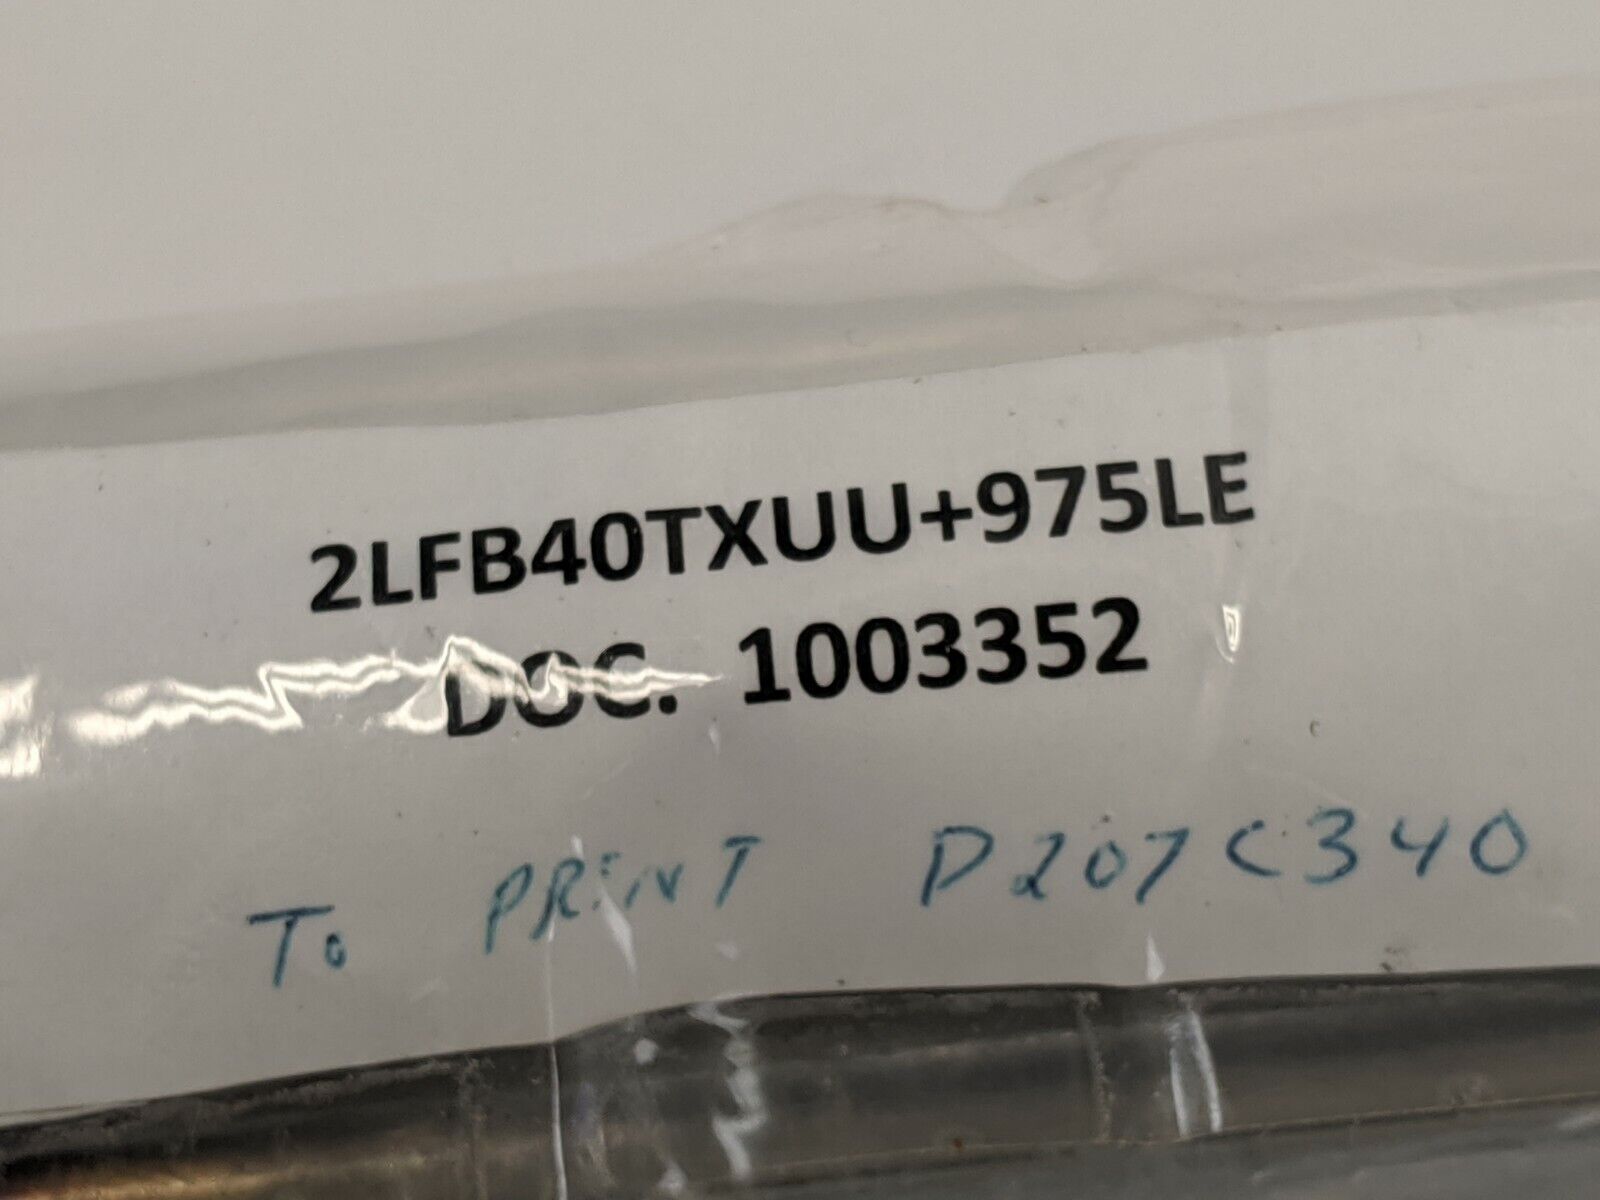 2LFB40TXUU+975LE
DOC. 1003352
To PRINT D207C340